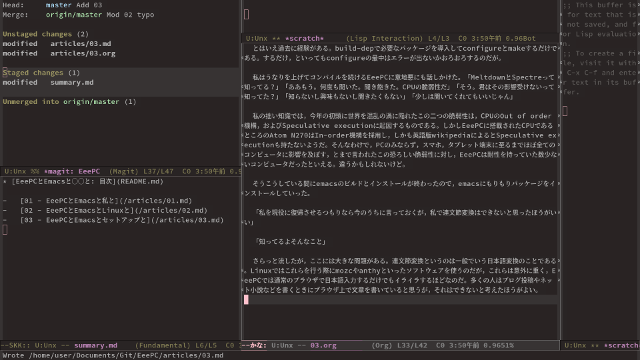 Head:     master Add 03
Merge:    origin/master Mod 02 typo
Unstaged changes (2)
modified   articles/03.md
modified   articles/03.org
Staged changes (1)
modified   summary.md
Unmerged into origin/master (1)
U:%%-  *magit: EeePC   (Magit) L37/L47   C0 3:50午前 0.96
* [EeePCとEmacsと○○と: 目次](README.md)
-   [01 - EeePCとEmacsと私と](/articles/01.md)
-   [02 - EeePCとEmacsとLinuxと](/articles/02.md)
-   [03 - EeePCとEmacsとセットアップと](/articles/03.md)
--SKK:: U:Unx -- summary.md   (Fundamental) L6/L5   C0 3
Wrote /home/user/Documents/Git/EeePC/articles/03.md
U:Unx ** *scratch*      (Lisp Interaction) L4/L3  C0 3:50午前 0.96Bot
とはいえ過去に経験がある。build-depで必要なパッケージを導入してconfigureとmakeするだけで
ある。するだけ。といってもconfigureの量中はエラーが出ないかおろおろするのだが。
私はうなりを上げてコンパイルを続けるEeePCに意地悪にも話しかけた。「MeltdownとSpectreって
知ってる？」「ああもう。何度も聞いた。聞き飽きた。CPUの脆弱性だ」「そう。君はその影響受けないって
知ってた？」「知らないし興味もないし聞きたくもない」「少しは聞いてくれてもいいじゃん」
私の拙い知識では、今年の初頭に世界を混乱の渦に陥れたこの二つの脆弱性は、CPUのOut of order
機構、およびSpeculative executionに起因するものである。しかしEeePCに搭載されたCPUである
ところのAtom N270はIn-order機構を採用し、しかも英語版wikipediaによるとSpeculative ex
ecutionも持たないようだ。そんなわけで。PCのみならず、スマホ、タブレット端末に至るまでほぼ全ての
コンピュータに影響を及ぼす。とまで言われたこの恐ろしい脆弱性に対し、EeePCは耐性を持っていた数少な
いコンピュータだったといえる。違うかもしれないけど。
そうこうしている間にemacsのビルドとインストールが終わったので、emacsにもりもりパッケージをイ
ンストールしていった。
「私を現役に復帰させるつもりなら今のうちに言っておくが、私で連文節変換はできないと思ったほうがい
い」
「知ってるよそんなこと」
さらっと流したが、ここには大きな問題がある。連文節変換というのは一般でいう日本語変換のことであ
る。Linuxではこれらを行う際にmozcやanthyといったソフトウェアを使うのだが、これらは意外に重く、E
eePCでは通常のブラウザで日本語入力するだけでもイライラするほどなのだ。多くの人はブログ投稿やネッ
ト小説などを書くときにブラウザ上で文章を書いていると思うが、それはできないと考えたほうがよい。
--かな: U:Unx -- 03.org      (Org) L33/L42  C0 3:50午前 0.9651%
;; This buffer is
for text that is
not saved, and f
or Lisp evaluatio
n.
;; To create a fi
le, visit it with
C-x C-f and ente
r text in its buf
fer.
U:Unx ** *scratch